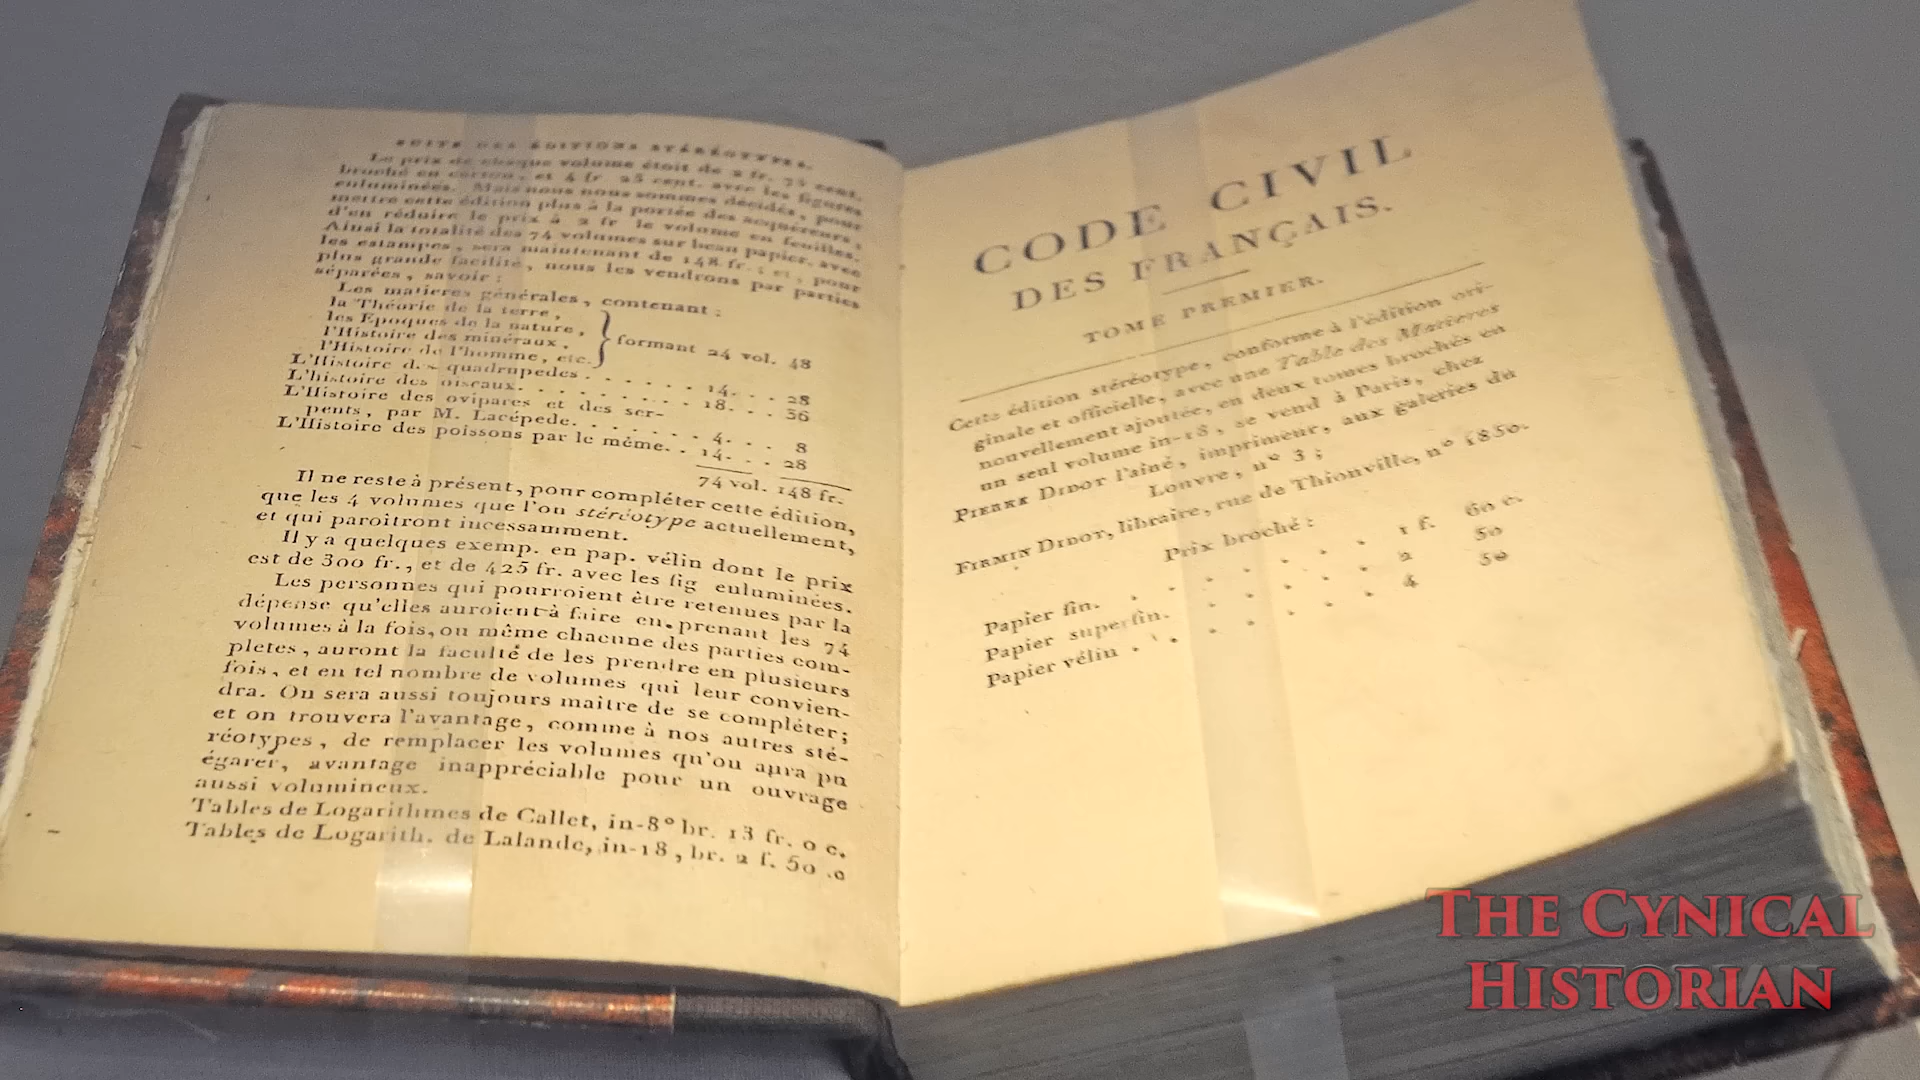 SUITE DES ÉDITIONS STÉRÉOTYPES.
Le prix de chaque volume étoit de 2 fr. 75 cent.
broché en carton, et 4 fr. 25 cent. avec les figures
enluminées. Mais nous nous sommes décidés, pour
mettre cette édition plus à la portée des acquéreurs,
d'en réduire le prix à 2 fr. le volume en feuilles.
Ainsi la totalité des 74 volumes sur beau papier, avec
les estampes, sera maintenant de 148 fr.; et, pour
plus grande facilité, nous les vendrons par parties
séparées, savoir:
Les matieres générales, contenant:
la Théorie de la terre,
les Epoques de la nature,
l'Histoire des minéraux,
l'Histoire de l'homme, etc. } formant 24 vol. 48
L'Histoire des quadrupedes. . . . . . 14. . . 28
L'histoire des oiseaux. . . . . . . . 18. . . 36
L'Histoire des ovipares et des ser-
pents, par M. Lacépede. . . . . . . 4. . . 8
L'Histoire des poissons par le même. . 14. . . 28
74 vol. 148 fr.
Il ne reste à présent, pour compléter cette édition,
que les 4 volumes que l'on stéréotype actuellement,
et qui paroîtront incessamment.
Il y a quelques exemp. en pap. vélin dont le prix
est de 300 fr., et de 425 fr. avec les fig enluminées.
Les personnes qui pourroient être retenues par la
dépense qu'elles auroient à faire en prenant les 74
volumes à la fois, ou même chacune des parties com-
pletes, auront la faculté de les prendre en plusieurs
fois, et en tel nombre de volumes qui leur convien-
dra. On sera aussi toujours maître de se compléter;
et on trouvera l'avantage, comme à nos autres sté-
réotypes, de remplacer les volumes qu'on aura pu
égarer, avantage inappréciable pour un ouvrage
aussi volumineux.
Tables de Logarithmes de Callet, in-8° br. 13 fr. 0 c.
Tables de Logarith. de Lalande, in-18, br. 2 f. 50 .c
CODE CIVIL
DES FRANÇAIS.
TOME PREMIER.
Cette édition stéréotype, conforme à l'édition ori-
ginale et officielle, avec une Table des Matieres
nouvellement ajoutée, en deux tomes brochés en
un seul volume in-18, se vend à Paris, chez
PIERRE DIDOT l'aîné, imprimeur, aux galeries du
Louvre, n° 3;
FIRMIN DIDOT, libraire, rue de Thionville, n° 1850.
Prix broché:
Papier fin. . . . . . . . 1 f. 60 c.
Papier superfin. . . . . . . 2 50
Papier vélin . . . . . . . 4 50
THE CYNICAL
HISTORIAN